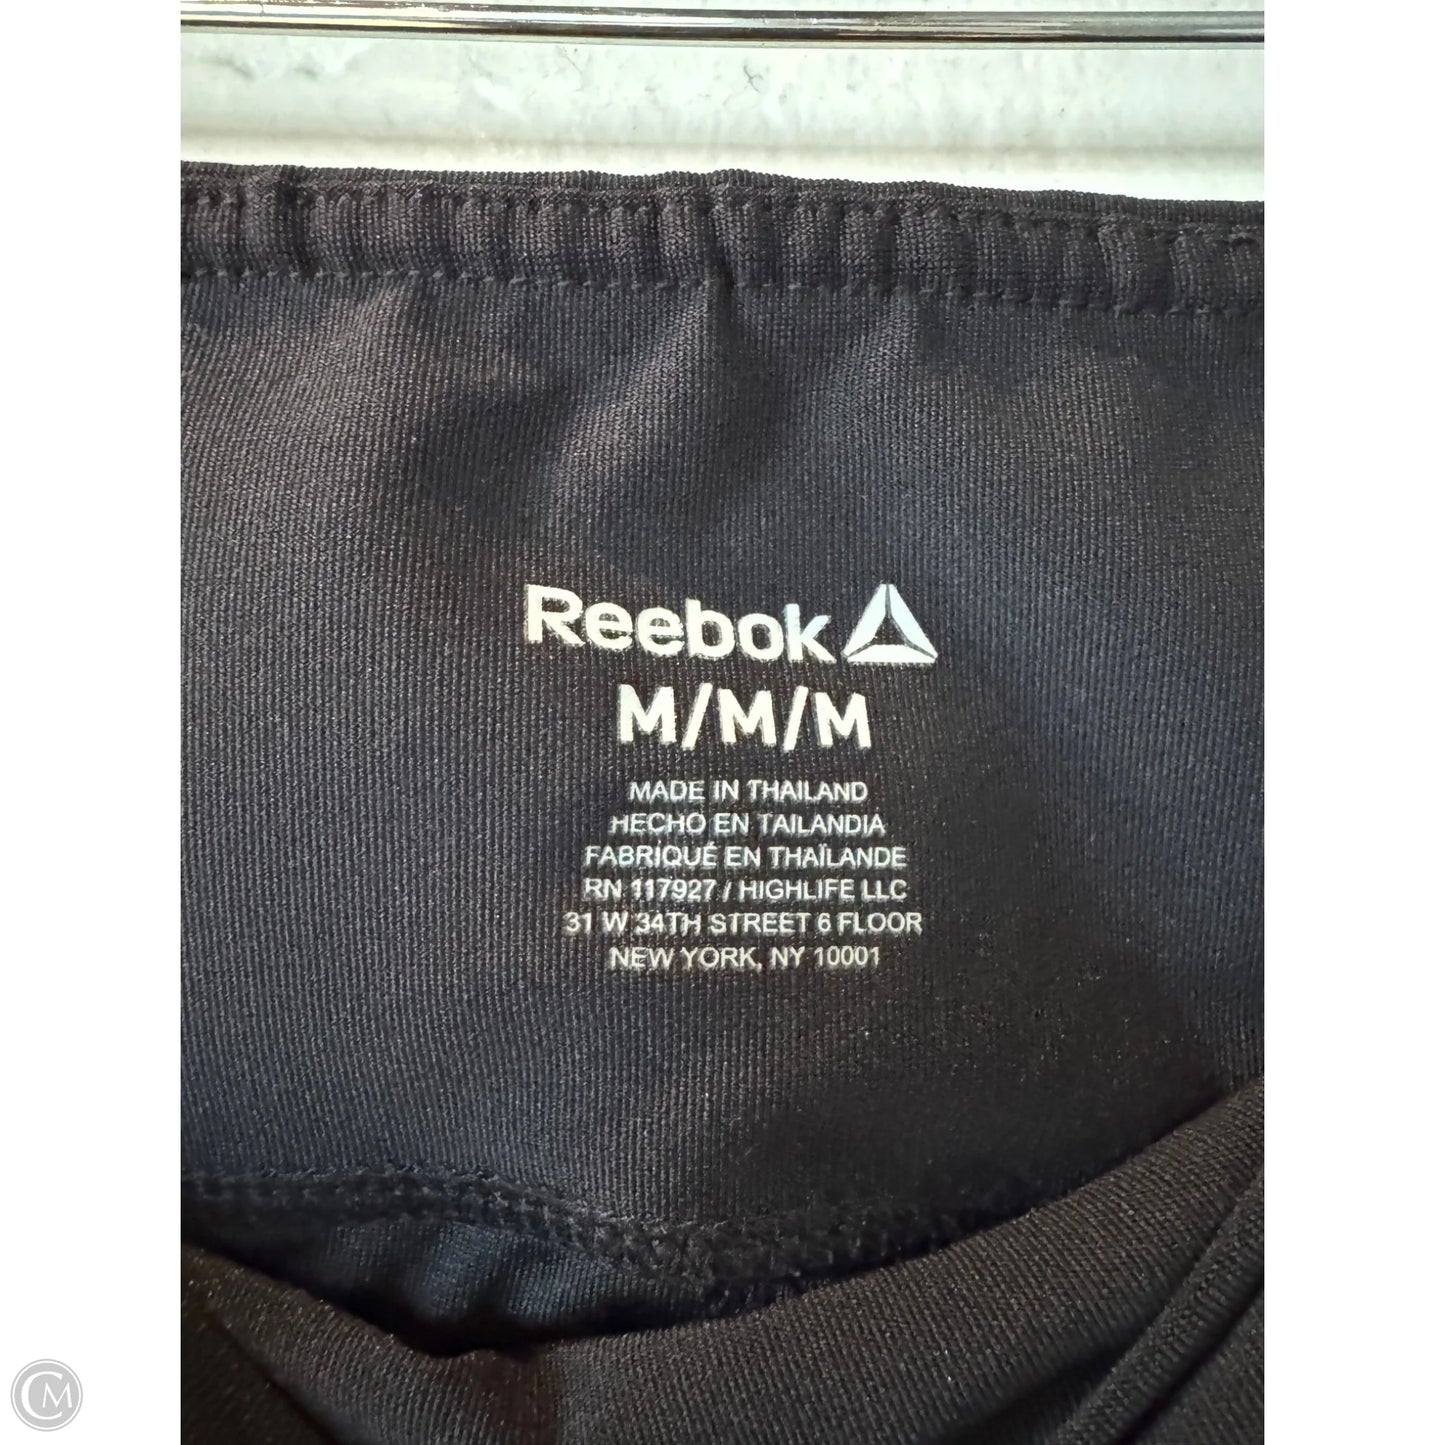 Reebok
M/M/M
MADE IN THAILAND
HECHO EN TAILANDIA
FABRIQUÉ EN THAÏLANDE
RN 117927 / HIGHLIFE LLC
31 W 34TH STREET 6 FLOOR
NEW YORK, NY 10001
CM